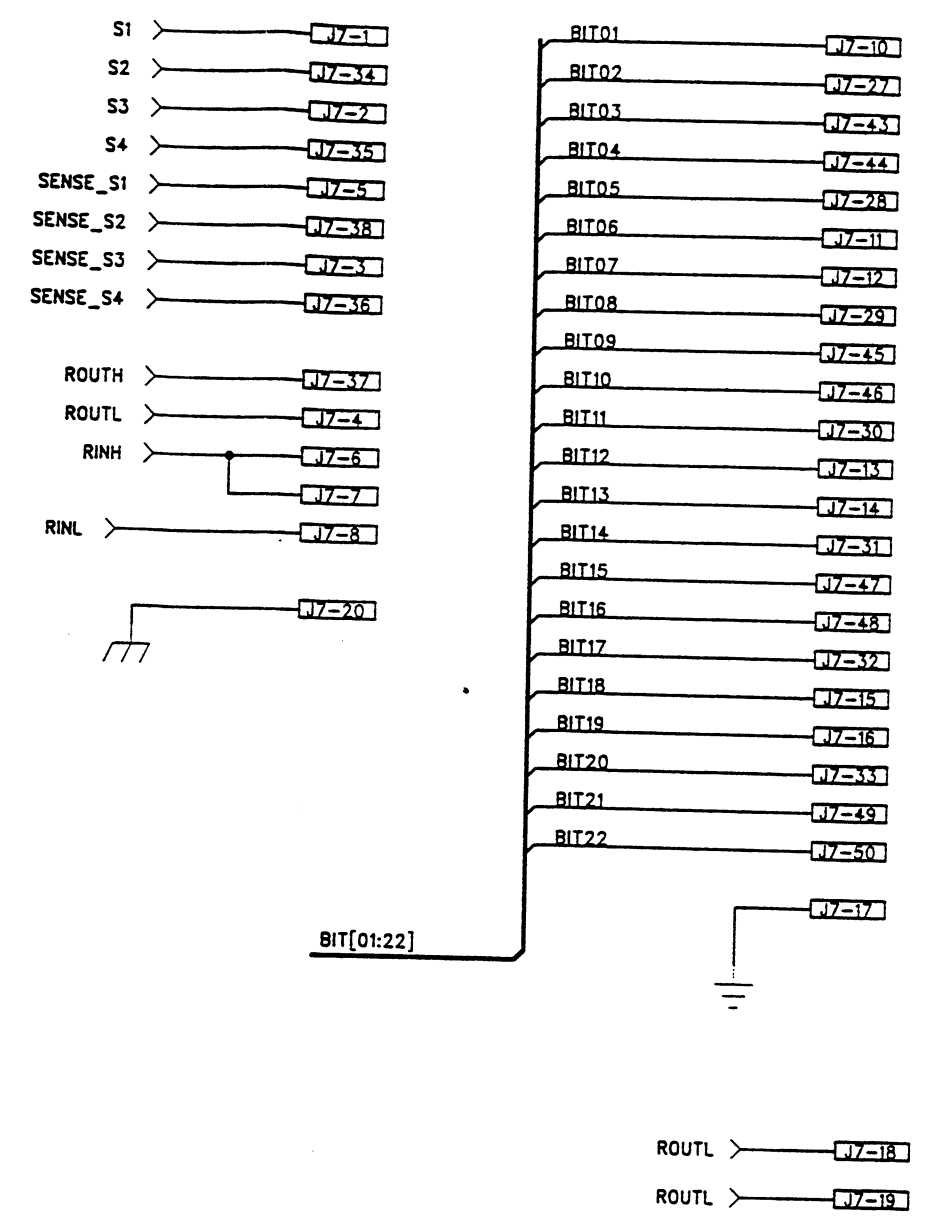 S1 J7-1
S2 J7-34
S3 J7-2
S4 J7-35
SENSE_S1 J7-5
SENSE_S2 J7-38
SENSE_S3 J7-3
SENSE_S4 J7-36
ROUTH J7-37
ROUTL J7-4
RINH J7-6
J7-7
RINL J7-8
J7-20
BIT01 J7-10
BIT02 J7-27
BIT03 J7-43
BIT04 J7-44
BIT05 J7-28
BIT06 J7-11
BIT07 J7-12
BIT08 J7-29
BIT09 J7-45
BIT10 J7-46
BIT11 J7-30
BIT12 J7-13
BIT13 J7-14
BIT14 J7-31
BIT15 J7-47
BIT16 J7-48
BIT17 J7-32
BIT18 J7-15
BIT19 J7-16
BIT20 J7-33
BIT21 J7-49
BIT22 J7-50
J7-17
BIT[01:22]
ROUTL J7-18
ROUTL J7-19